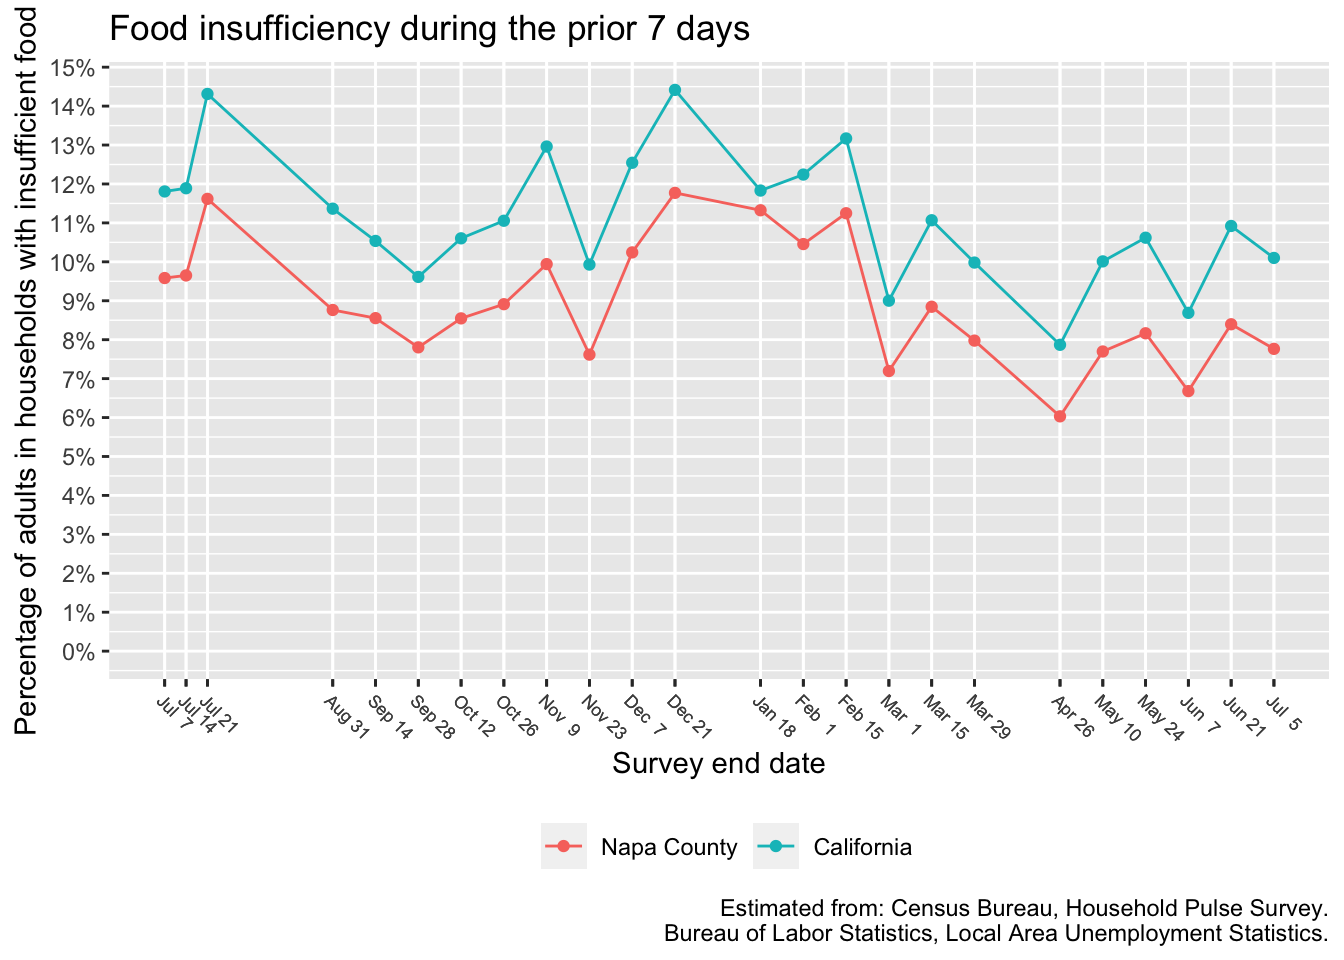 Food insufficiency during the prior 7 days
Percentage of adults in households with insufficient food
15%
14%
13%
12%
11%
10%
9%
8%
7%
6%
5%
4%
3%
2%
1%
0%
Jul 7
Jul 14
Jul 21
Aug 31
Sep 14
Sep 28
Oct 12
Oct 26
Nov 9
Nov 23
Dec 7
Dec 21
Jan 18
Feb 1
Feb 15
Mar 1
Mar 15
Mar 29
Apr 26
May 10
May 24
Jun 7
Jun 21
Jul 5
Survey end date
Napa County
California
Estimated from: Census Bureau, Household Pulse Survey.
Bureau of Labor Statistics, Local Area Unemployment Statistics.